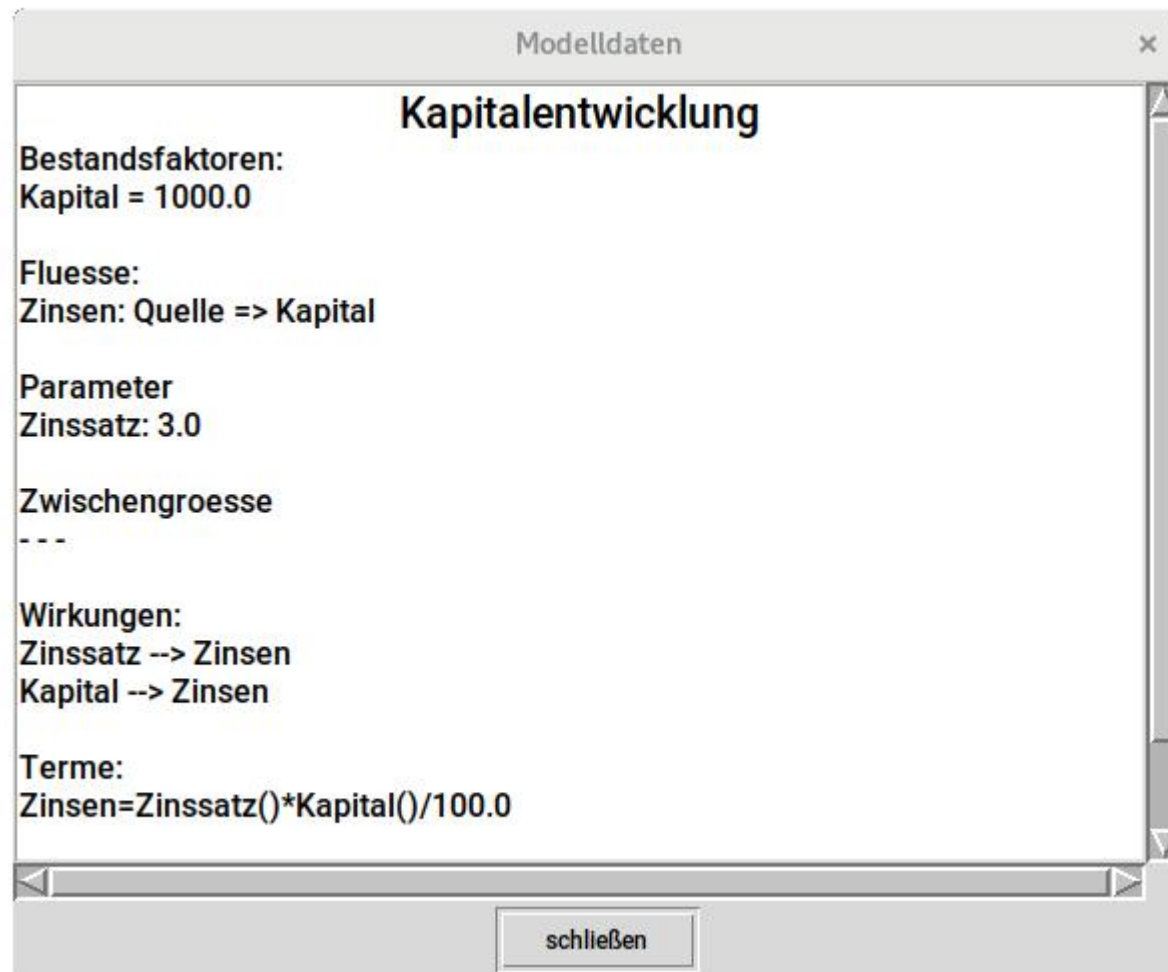 Modelldaten
Kapitalentwicklung
Bestandsfaktoren:
Kapital = 1000.0
Fluesse:
Zinsen: Quelle => Kapital
Parameter
Zinssatz: 3.0
Zwischengroesse
- - -
Wirkungen:
Zinssatz --> Zinsen
Kapital --> Zinsen
Terme:
Zinsen=Zinssatz()*Kapital()/100.0
schließen